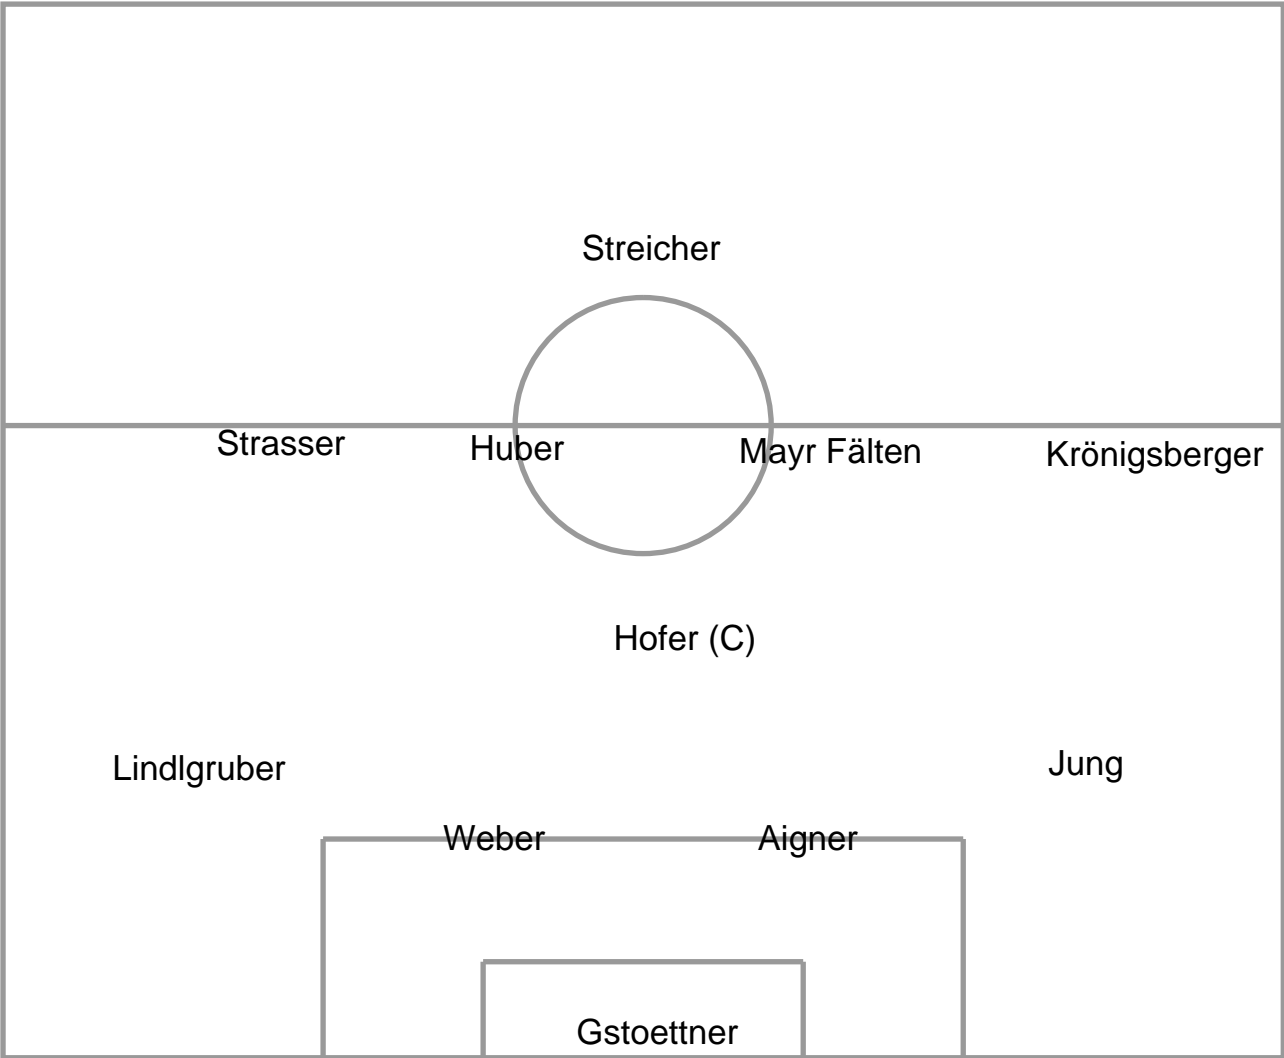 Streicher
Strasser
Huber
Mayr Fälten
Krönigsberger
Hofer (C)
Lindlgruber
Jung
Weber
Aigner
Gstoettner